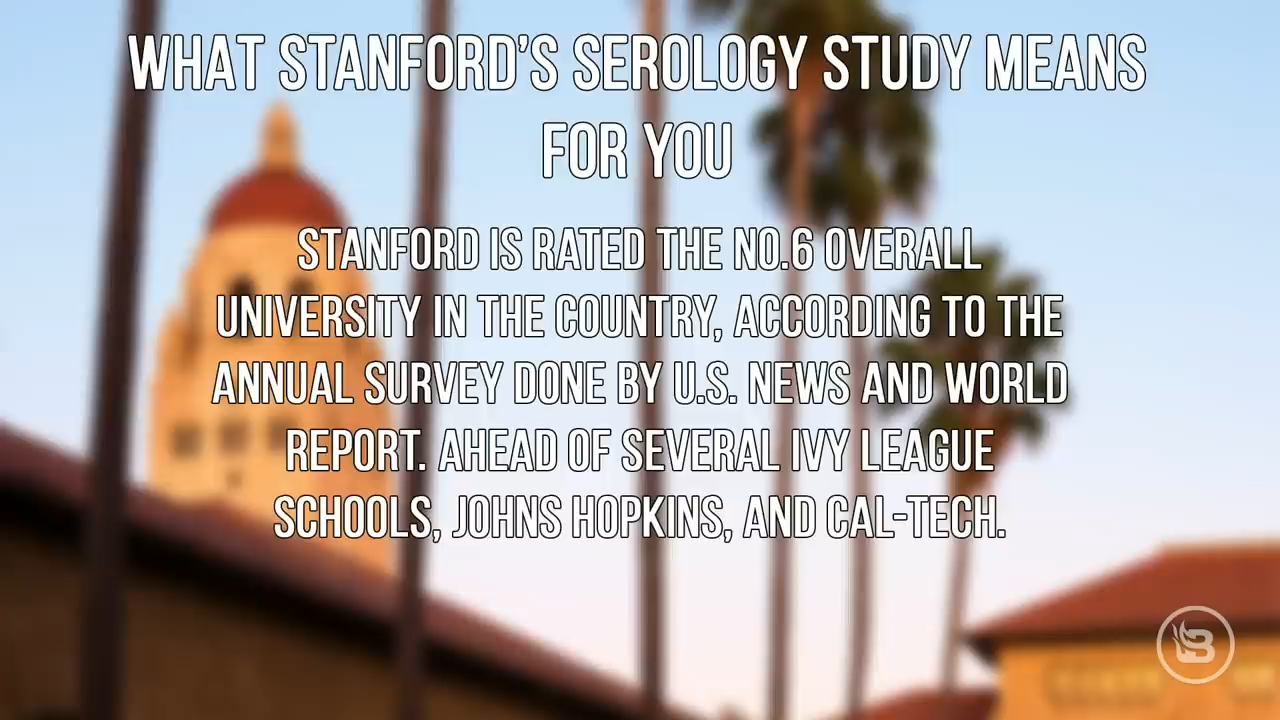 WHAT STANFORD'S SEROLOGY STUDY MEANS
FOR YOU
STANFORD IS RATED THE NO.6 OVERALL
UNIVERSITY IN THE COUNTRY, ACCORDING TO THE
ANNUAL SURVEY DONE BY U.S. NEWS AND WORLD
REPORT. AHEAD OF SEVERAL IVY LEAGUE
SCHOOLS, JOHNS HOPKINS, AND CAL-TECH.
B